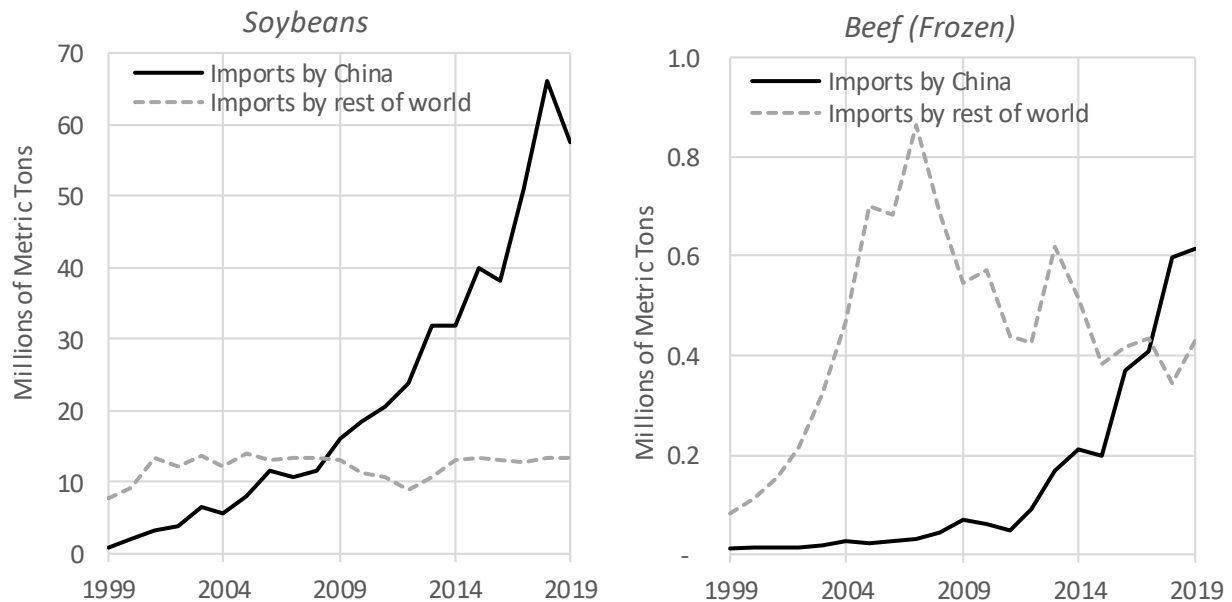 Soybeans
Millions of Metric Tons
70
60
50
40
30
20
10
0
Imports by China
Imports by rest of world
1999 2004 2009 2014 2019
Beef (Frozen)
Millions of Metric Tons
1.0
0.8
0.6
0.4
0.2
-
Imports by China
Imports by rest of world
1999 2004 2009 2014 2019